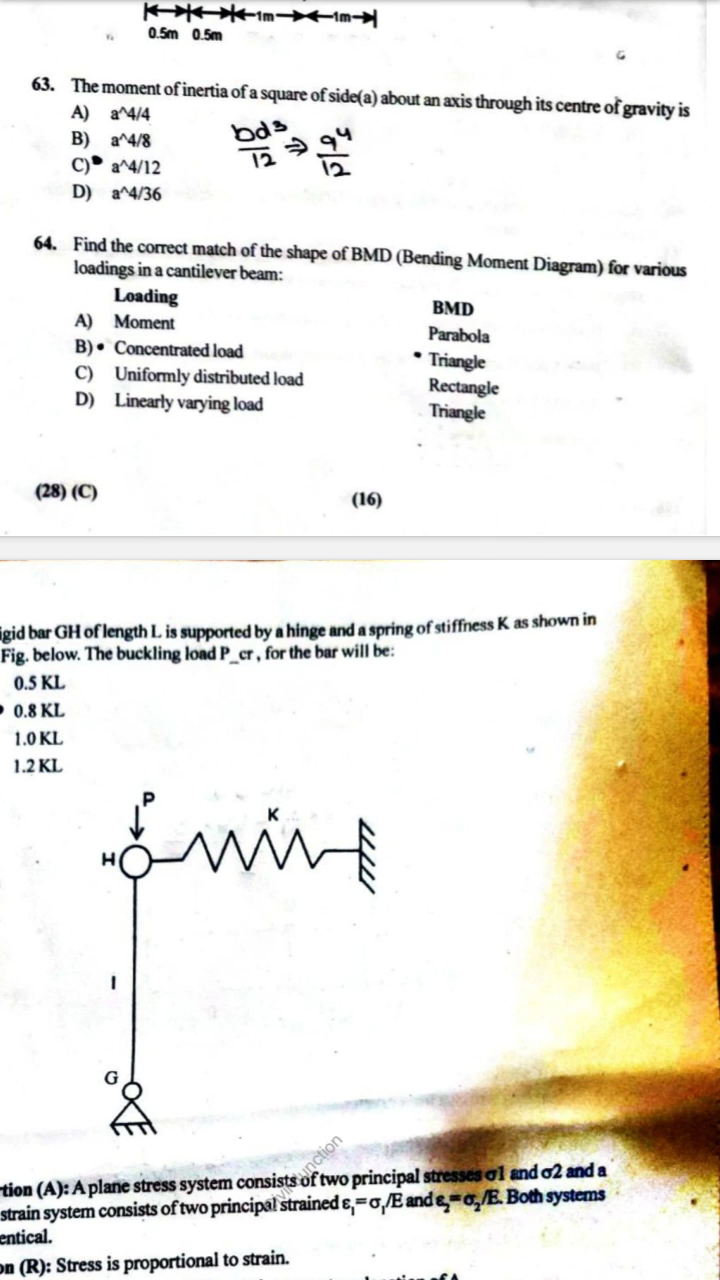 1m 1m
0.5m 0.5m
63. The moment of inertia of a square of side(a) about an axis through its centre of gravity is
A) a^4/4
B) a^4/8
C) a^4/12
D) a^4/36
bd³/12 ⇒ a⁴/12
64. Find the correct match of the shape of BMD (Bending Moment Diagram) for various
loadings in a cantilever beam:
Loading BMD
A) Moment Parabola
B) • Concentrated load • Triangle
C) Uniformly distributed load Rectangle
D) Linearly varying load Triangle
(28) (C) (16)
igid bar GH of length L is supported by a hinge and a spring of stiffness K as shown in
Fig. below. The buckling load P_cr, for the bar will be:
0.5 KL
0.8 KL
1.0 KL
1.2 KL
P
K
H
l
G
rtion (A): A plane stress system consists of two principal stresses σ1 and σ2 and a
strain system consists of two principal strained ε₁=σ₁/E and ε₂=σ₂/E. Both systems
entical.
on (R): Stress is proportional to strain.